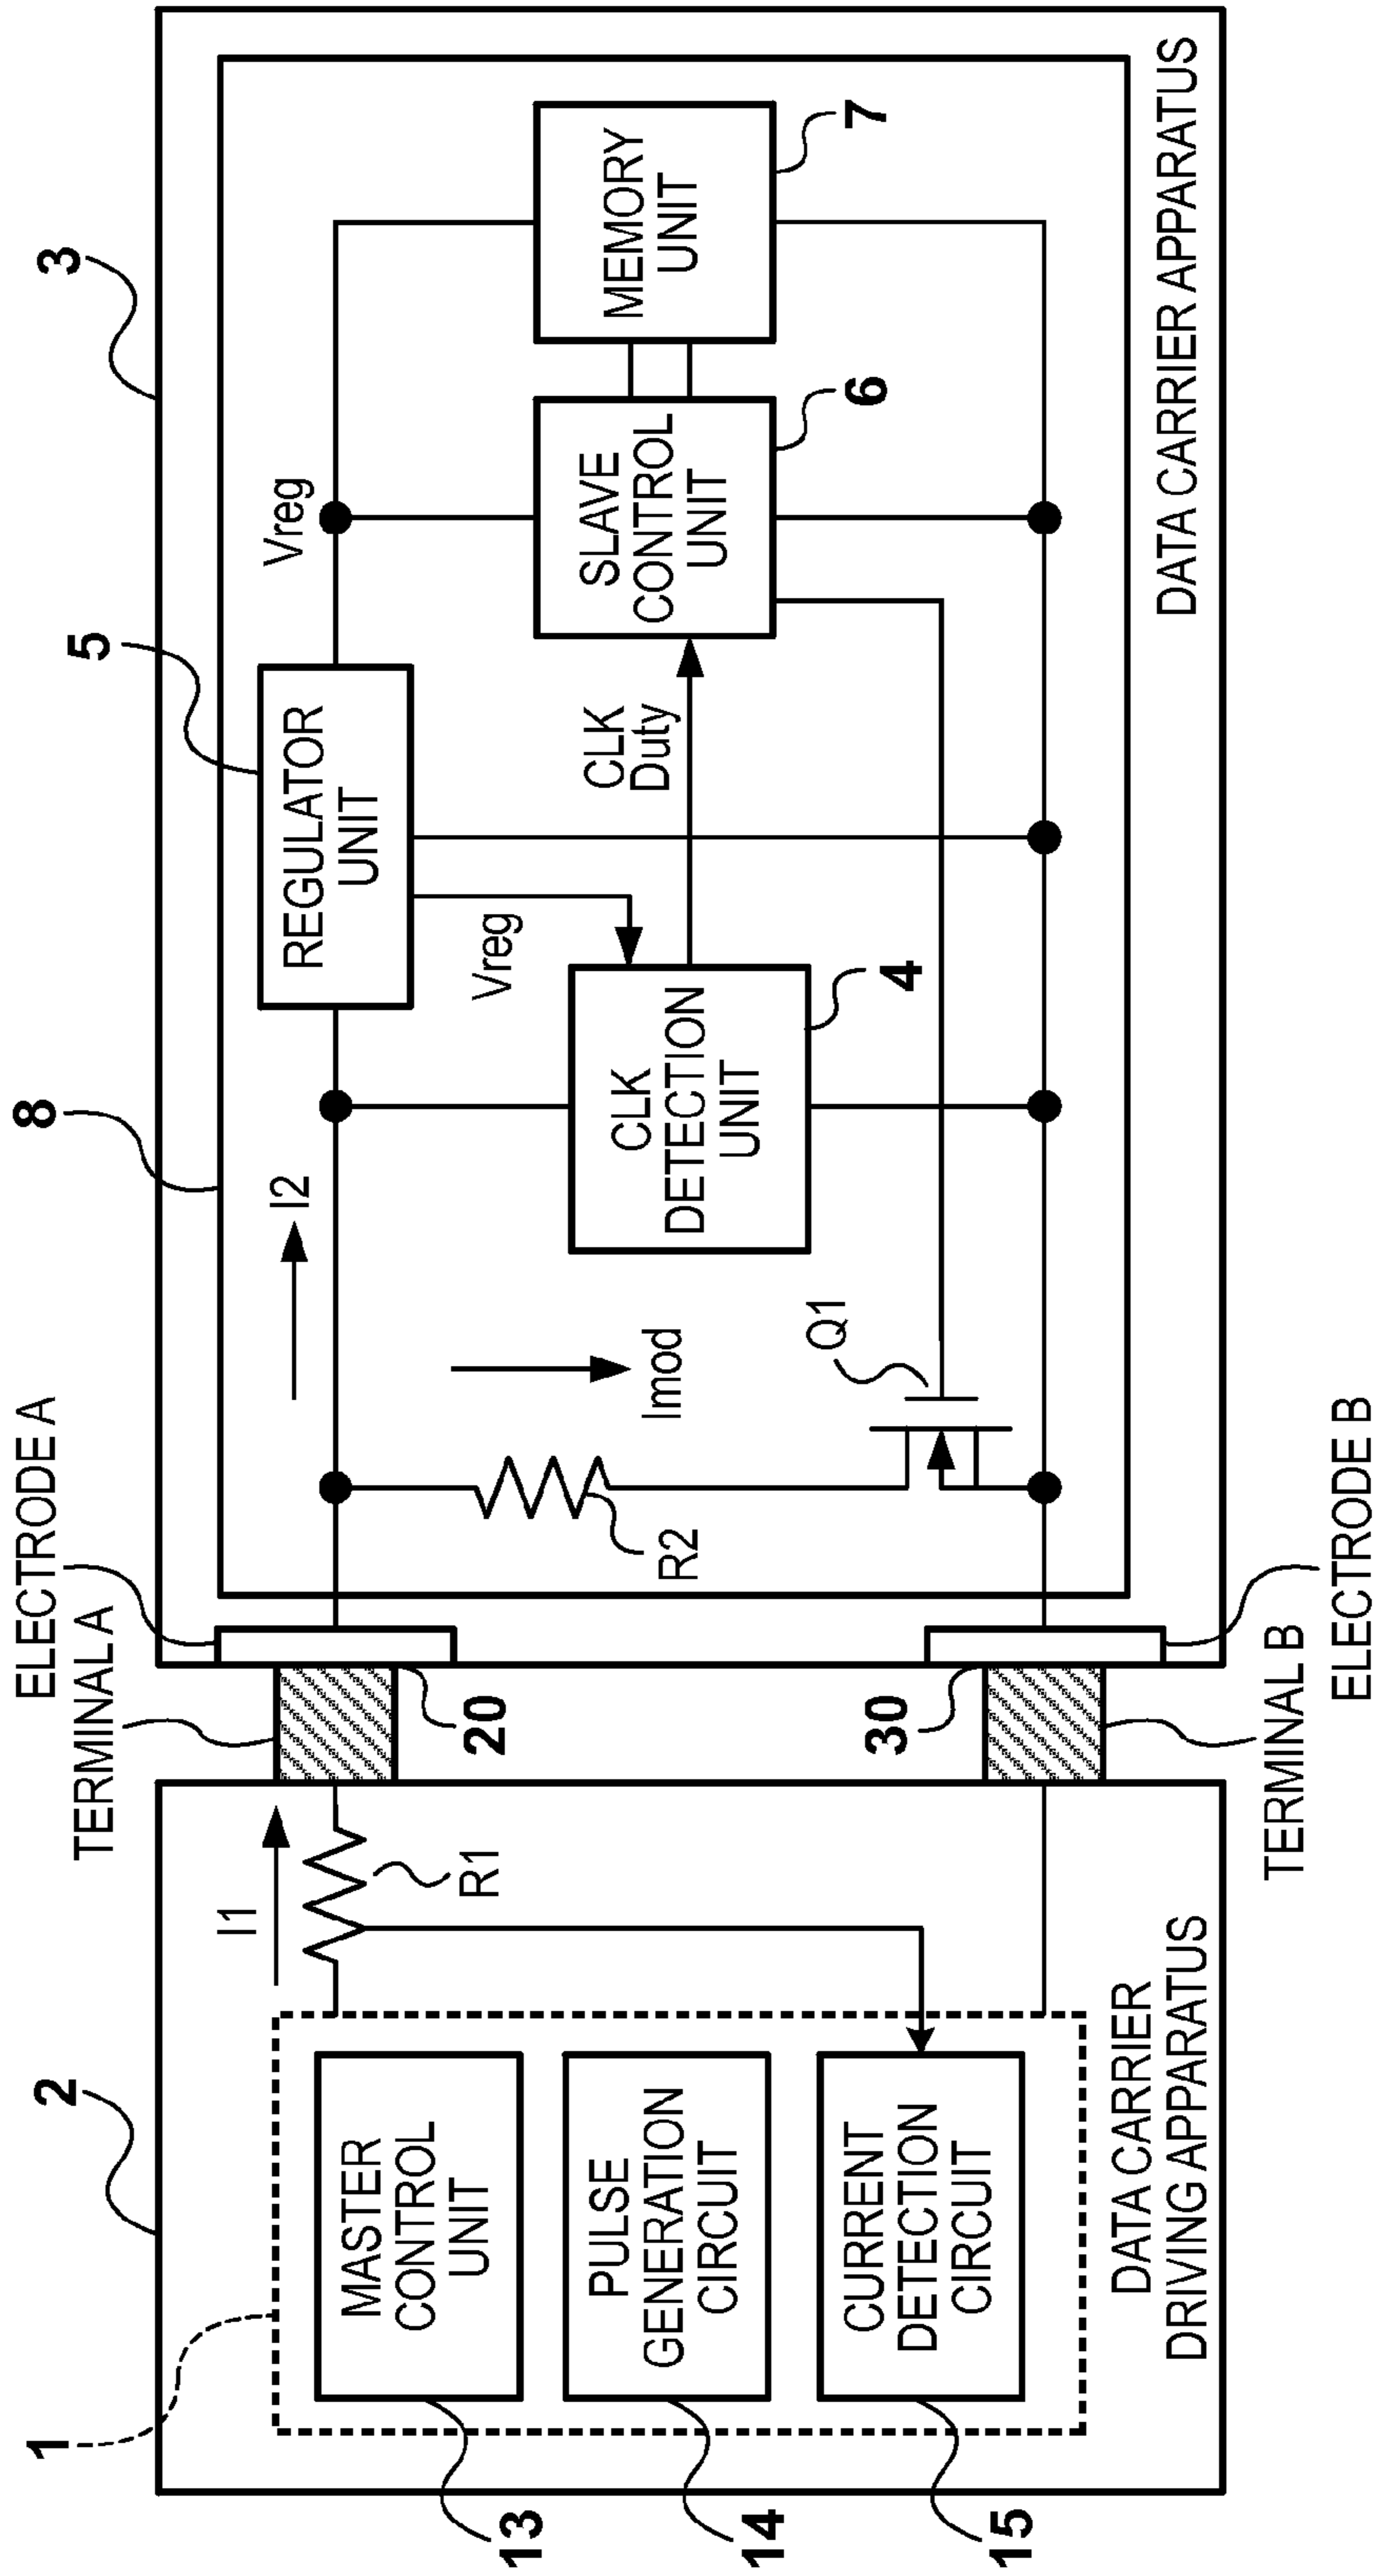 1
2
13
MASTER
CONTROL
UNIT
14
PULSE
GENERATION
CIRCUIT
15
CURRENT
DETECTION
CIRCUIT
DATA CARRIER
DRIVING APPARATUS
I1
R1
TERMINAL A
ELECTRODE A
20
30
TERMINAL B
ELECTRODE B
8
3
I2
Imod
R2
Q1
5
REGULATOR
UNIT
Vreg
Vreg
CLK
DETECTION
UNIT
4
CLK
Duty
SLAVE
CONTROL
UNIT
6
MEMORY
UNIT
7
DATA CARRIER APPARATUS